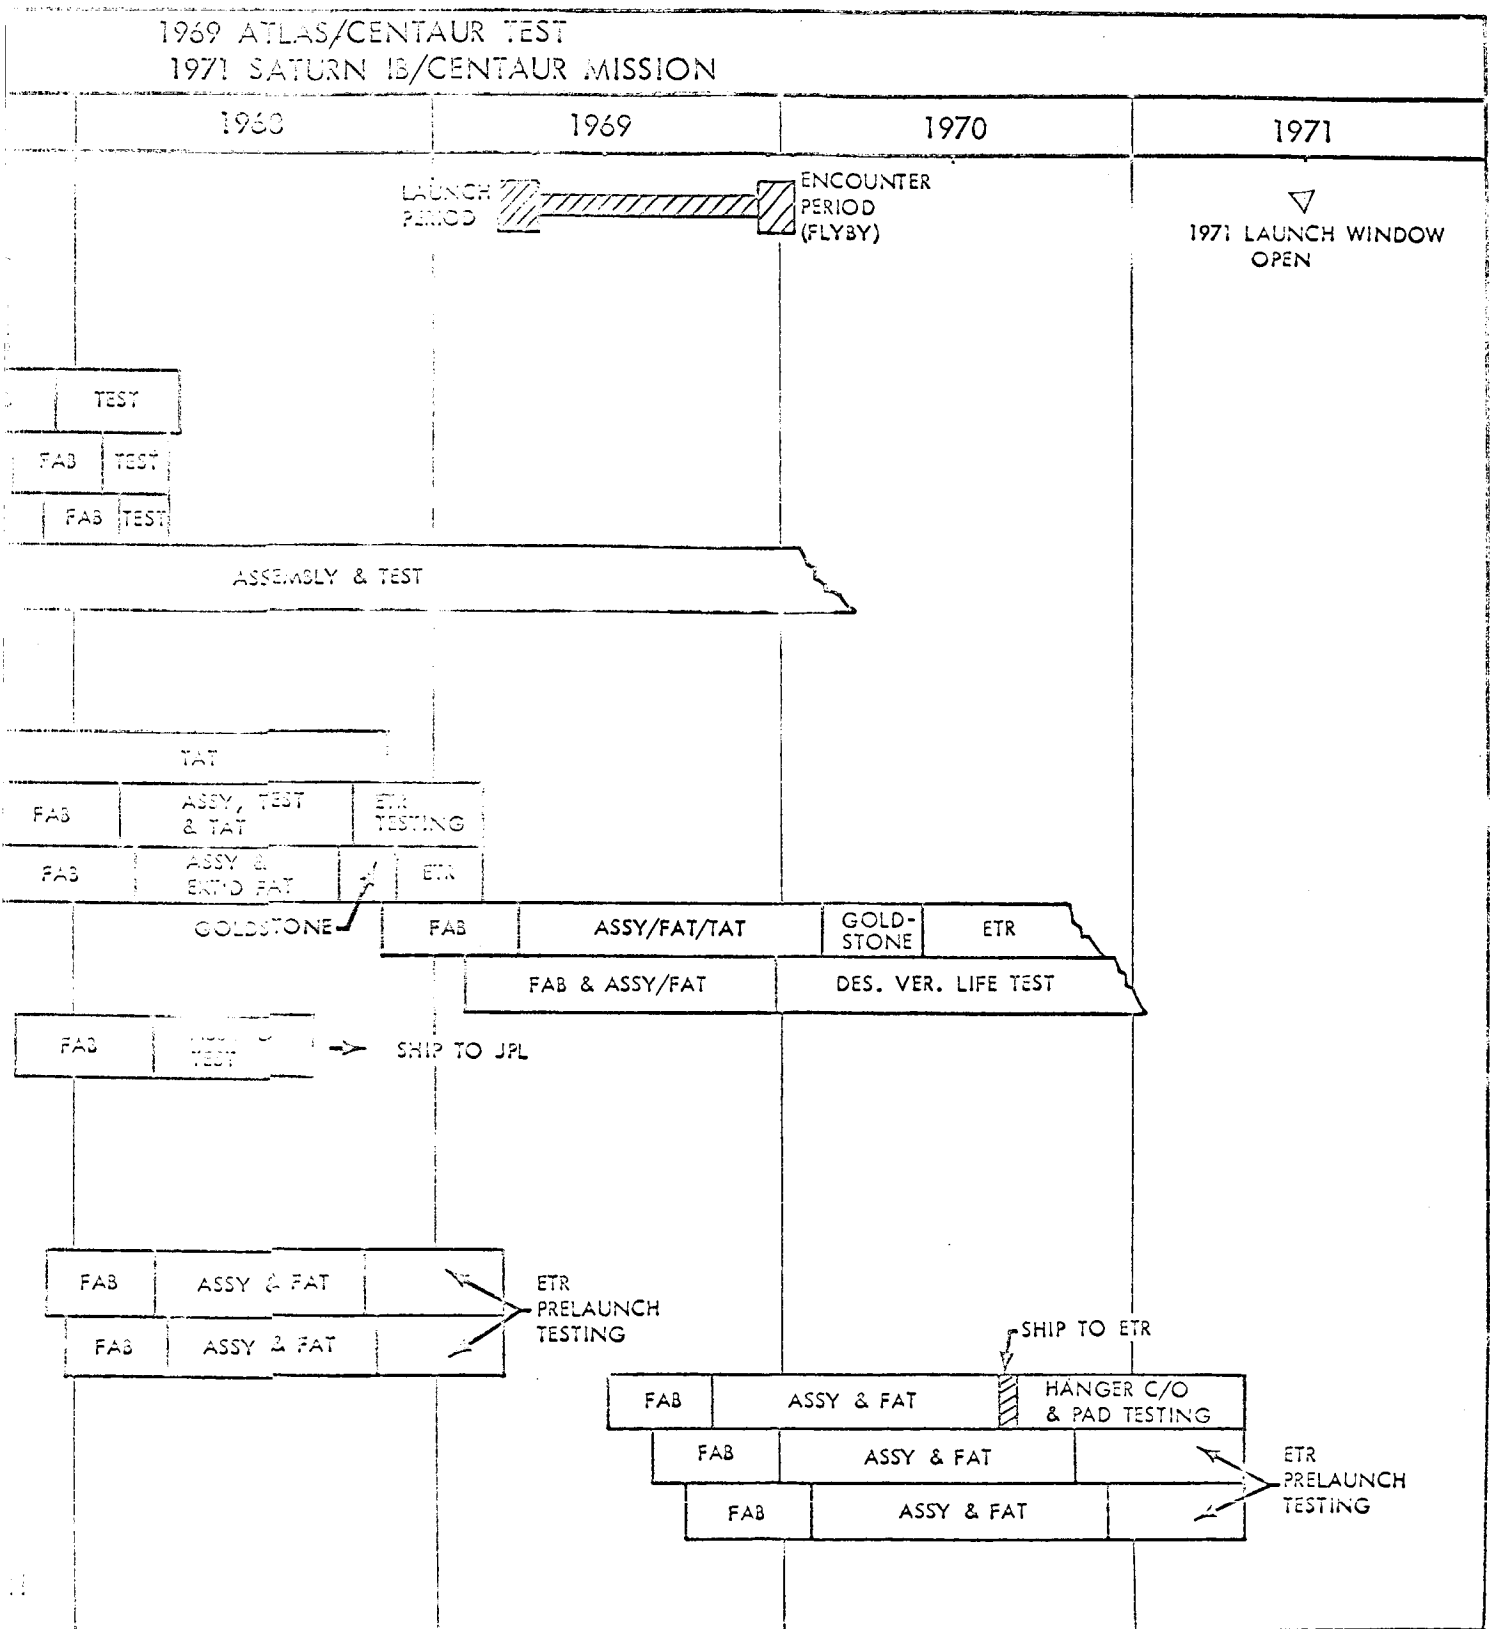 1969 ATLAS/CENTAUR TEST
1971 SATURN IB/CENTAUR MISSION
1968 1969 1970 1971
LAUNCH
PERIOD
ENCOUNTER
PERIOD
(FLYBY)
1971 LAUNCH WINDOW
OPEN
TEST
FAB TEST
FAB TEST
ASSEMBLY & TEST
TAT
FAB
ASSY, TEST
& TAT
ETR
TESTING
FAB
ASSY &
EXT'D FAT
ETR
GOLDSTONE
FAB
ASSY/FAT/TAT
GOLD-
STONE
ETR
FAB & ASSY/FAT
DES. VER. LIFE TEST
FAB
TEST
SHIP TO JPL
FAB ASSY & FAT
FAB ASSY & FAT
ETR
PRELAUNCH
TESTING
SHIP TO ETR
FAB ASSY & FAT
HANGER C/O
& PAD TESTING
FAB ASSY & FAT
FAB ASSY & FAT
ETR
PRELAUNCH
TESTING